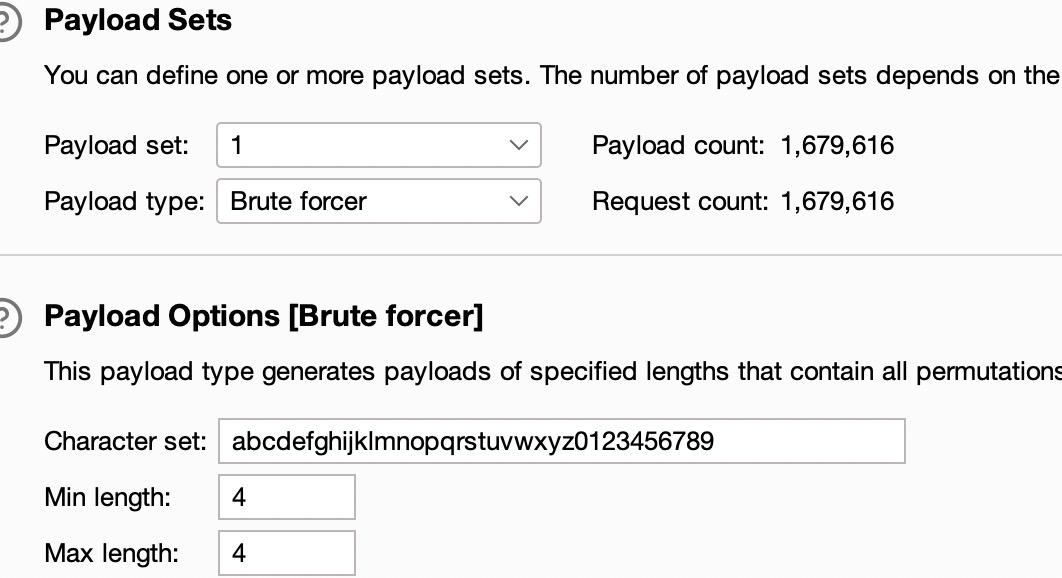 Payload Sets
You can define one or more payload sets. The number of payload sets depends on the
Payload set: 1 Payload count: 1,679,616
Payload type: Brute forcer Request count: 1,679,616
Payload Options [Brute forcer]
This payload type generates payloads of specified lengths that contain all permutations
Character set: abcdefghijklmnopqrstuvwxyz0123456789
Min length: 4
Max length: 4